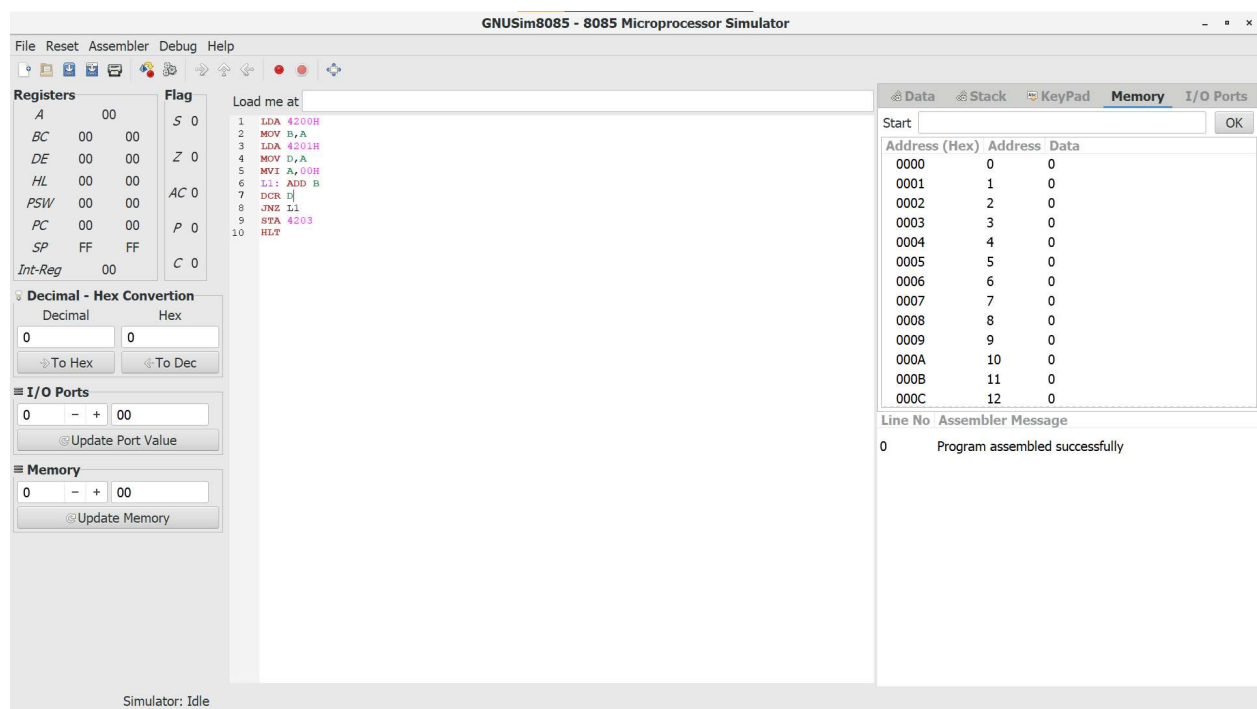 GNUSim8085 - 8085 Microprocessor Simulator
File Reset Assembler Debug Help
Registers
A 00
BC 00 00
DE 00 00
HL 00 00
PSW 00 00
PC 00 00
SP FF FF
Int-Reg 00
Flag
S 0
Z 0
AC 0
P 0
C 0
Decimal - Hex Convertion
Decimal Hex
0 0
To Hex To Dec
I/O Ports
0 - + 00
Update Port Value
Memory
0 - + 00
Update Memory
Load me at
1 LDA 4200H
2 MOV B,A
3 LDA 4201H
4 MOV D,A
5 MVI A,00H
6 L1: ADD B
7 DCR D
8 JNZ L1
9 STA 4203
10 HLT
Data Stack KeyPad Memory I/O Ports
Start OK
Address (Hex) Address Data
0000 0 0
0001 1 0
0002 2 0
0003 3 0
0004 4 0
0005 5 0
0006 6 0
0007 7 0
0008 8 0
0009 9 0
000A 10 0
000B 11 0
000C 12 0
Line No Assembler Message
0 Program assembled successfully
Simulator: Idle